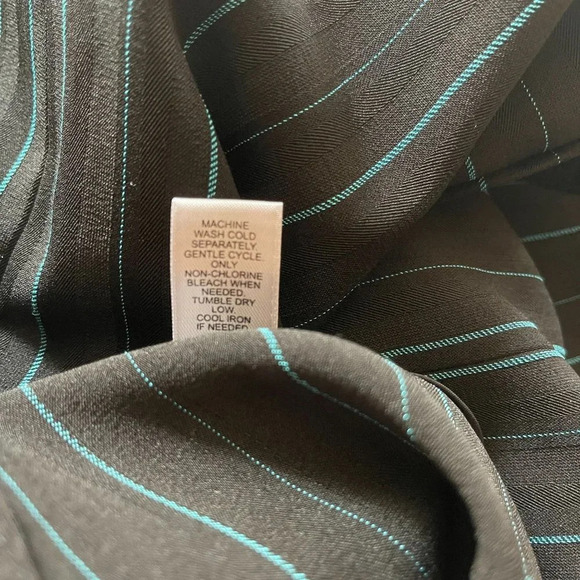 MACHINE
WASH COLD
SEPARATELY.
GENTLE CYCLE.
ONLY
NON-CHLORINE
BLEACH WHEN
NEEDED.
TUMBLE DRY
LOW.
COOL IRON
IF NEEDED